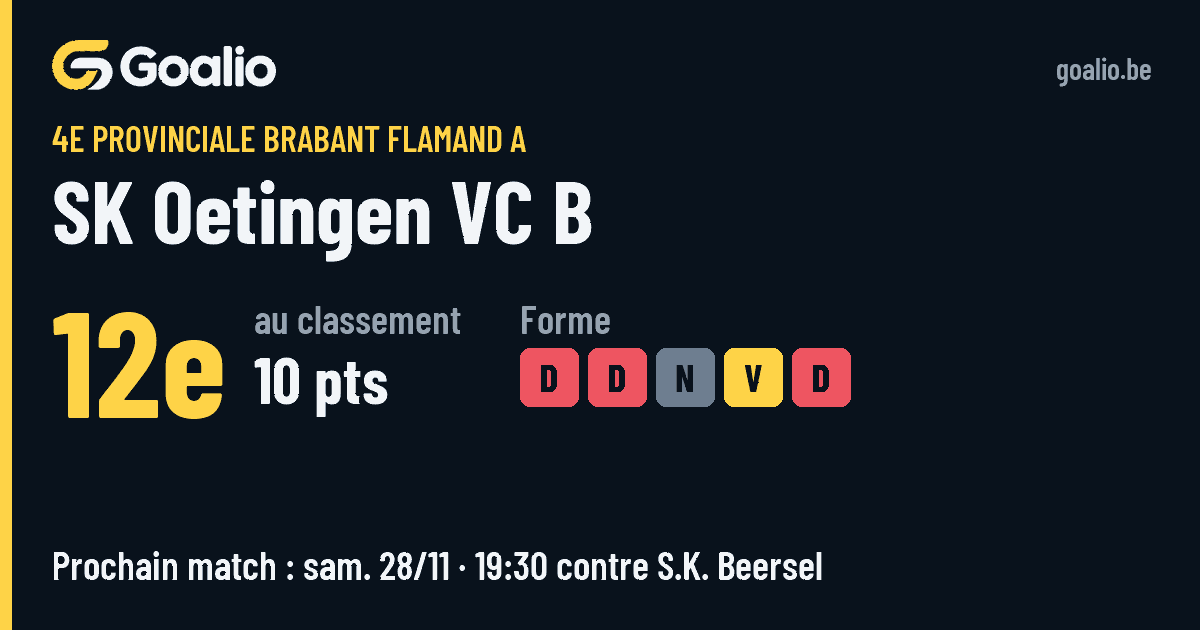 Goalio
goalio.be
4E PROVINCIALE BRABANT FLAMAND A
SK Oetingen VC B
12e
au classement
10 pts
Forme
D D N V D
Prochain match : sam. 28/11 · 19:30 contre S.K. Beersel